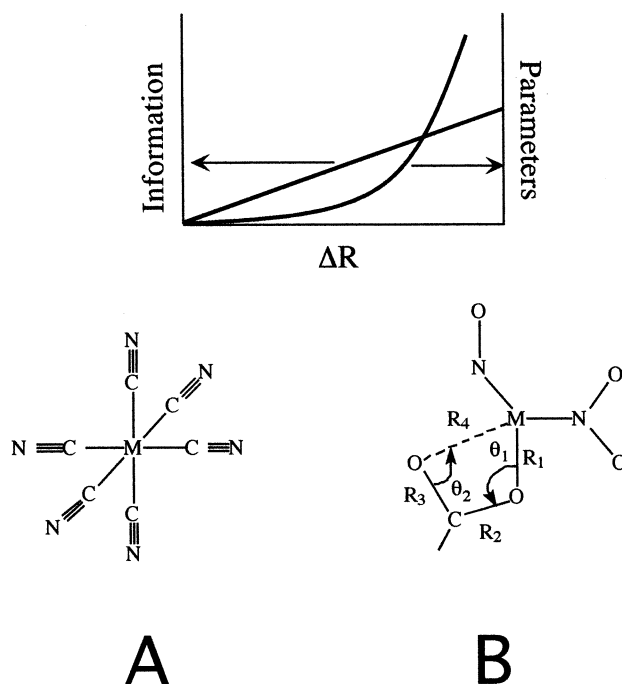 Information
Parameters
ΔR
N
C
N
C
N
C
M
C
N
C
N
C
N
O
N
M
N
O
O
R₄
θ₁
R₁
O
R₃
θ₂
O
C
R₂
A
B